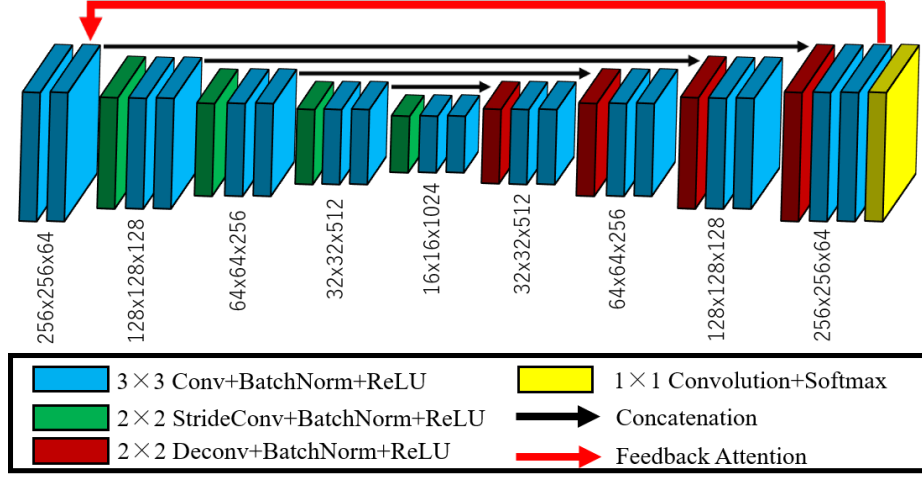 256x256x64
128x128x128
64x64x256
32x32x512
16x16x1024
32x32x512
64x64x256
128x128x128
256x256x64
3×3 Conv+BatchNorm+ReLU
2×2 StrideConv+BatchNorm+ReLU
2×2 Deconv+BatchNorm+ReLU
1×1 Convolution+Softmax
Concatenation
Feedback Attention